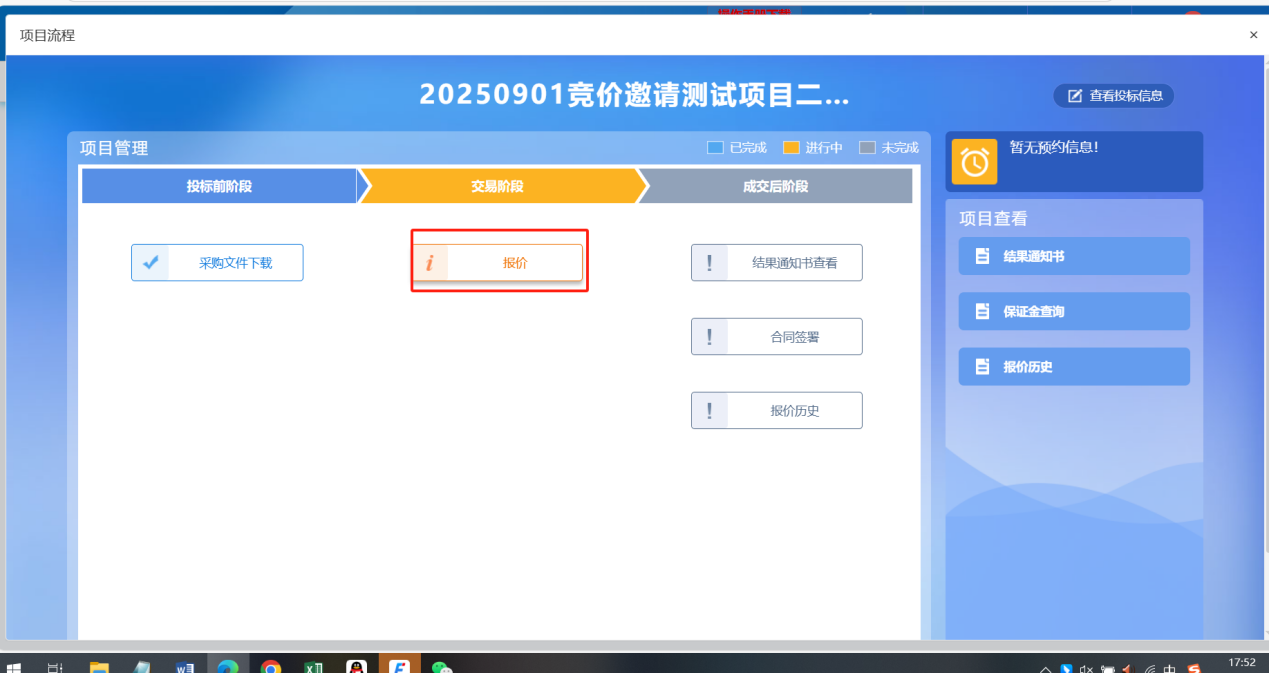 项目流程
×
20250901竞价邀请测试项目二...
查看投标信息
项目管理
已完成
进行中
未完成
暂无预约信息!
投标前阶段
交易阶段
成交后阶段
项目查看
采购文件下载
i 报价
! 结果通知书查看
结果通知书
! 合同签署
保证金查询
! 报价历史
报价历史
中
17:52